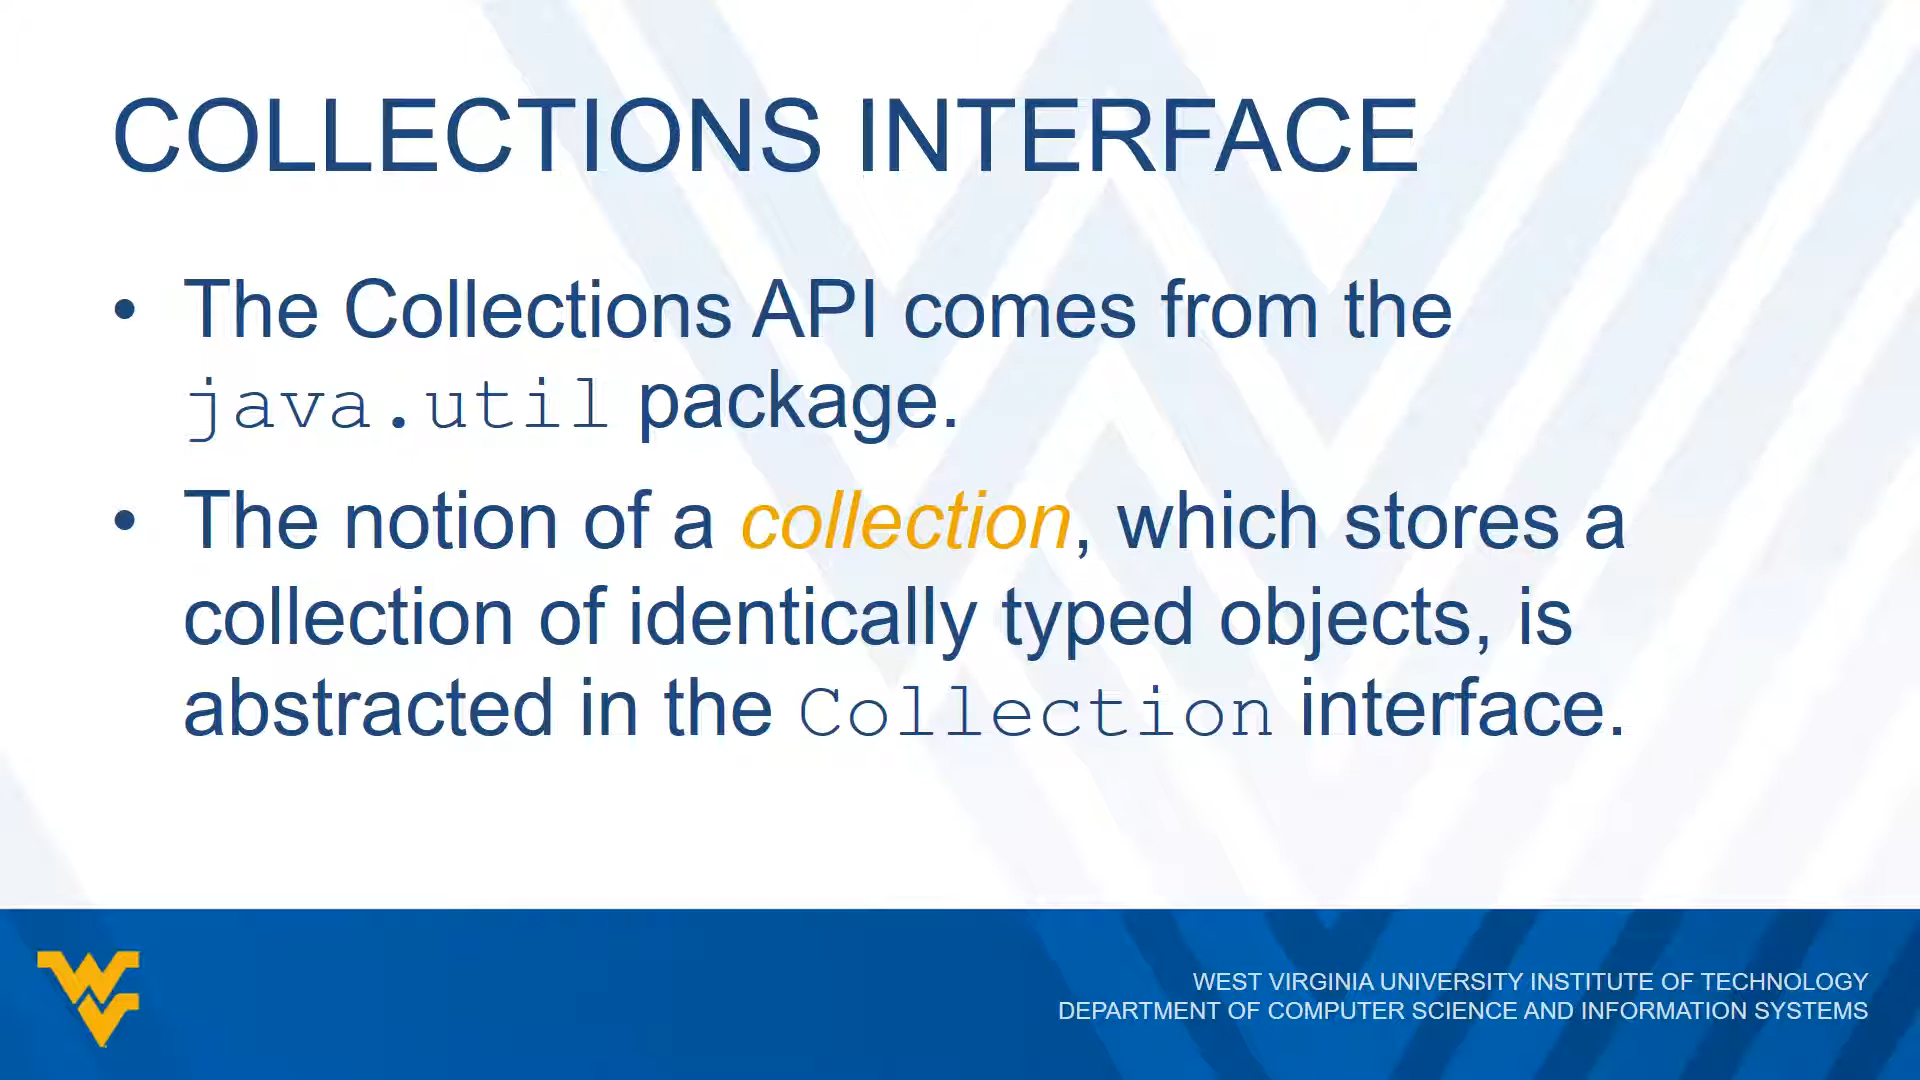 COLLECTIONS INTERFACE
• The Collections API comes from the
java.util package.
• The notion of a collection, which stores a
collection of identically typed objects, is
abstracted in the Collection interface.
WEST VIRGINIA UNIVERSITY INSTITUTE OF TECHNOLOGY
DEPARTMENT OF COMPUTER SCIENCE AND INFORMATION SYSTEMS